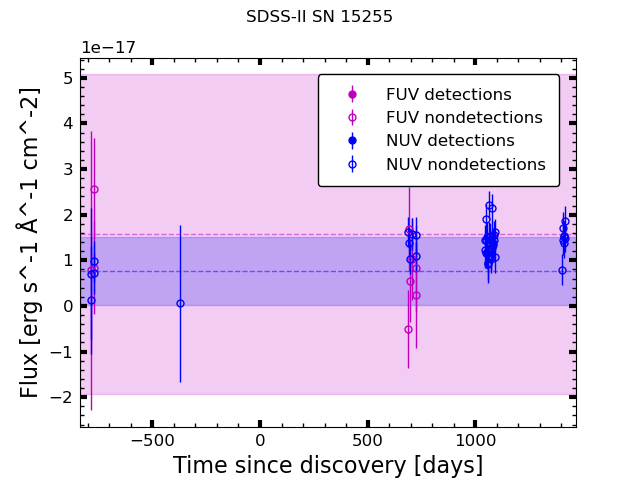 SDSS-II SN 15255
1e−17
FUV detections
FUV nondetections
NUV detections
NUV nondetections
5
4
3
2
1
0
−1
−2
Flux [erg s^-1 Å^-1 cm^-2]
−500
0
500
1000
Time since discovery [days]